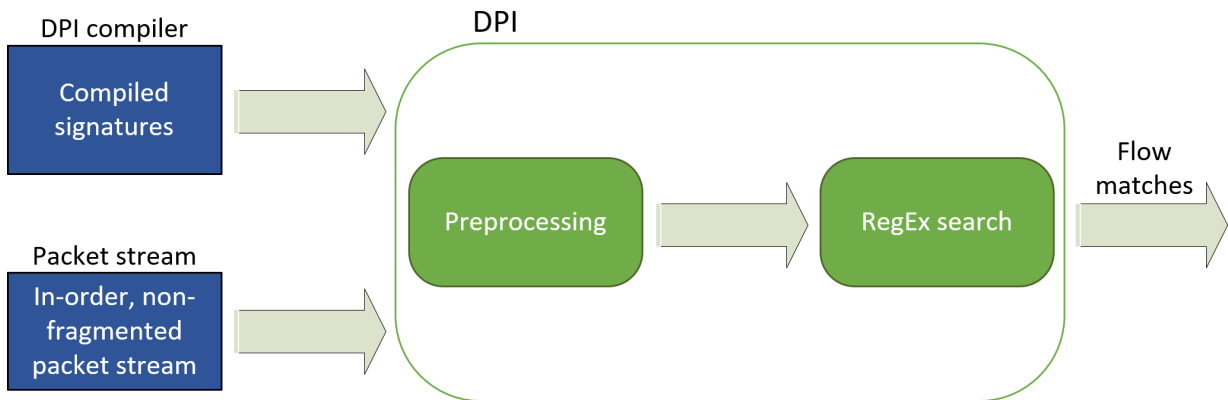 DPI compiler
Compiled
signatures
Packet stream
In-order, non-
fragmented
packet stream
DPI
Preprocessing
RegEx search
Flow
matches